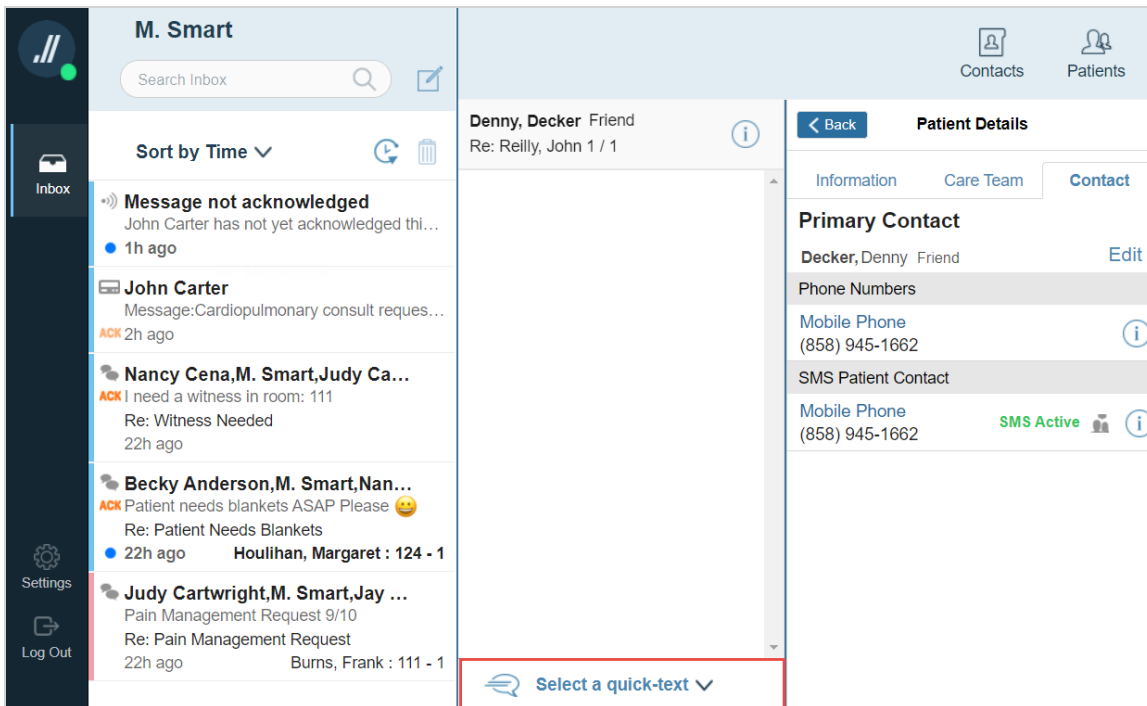 M. Smart
Search Inbox
Contacts
Patients
Inbox
Settings
Log Out
Sort by Time
Message not acknowledged
John Carter has not yet acknowledged thi…
1h ago
John Carter
Message:Cardiopulmonary consult reques…
ACK 2h ago
Nancy Cena,M. Smart,Judy Ca…
ACK I need a witness in room: 111
Re: Witness Needed
22h ago
Becky Anderson,M. Smart,Nan…
ACK Patient needs blankets ASAP Please 😀
Re: Patient Needs Blankets
22h ago Houlihan, Margaret : 124 - 1
Judy Cartwright,M. Smart,Jay ...
Pain Management Request 9/10
Re: Pain Management Request
22h ago Burns, Frank : 111 - 1
Denny, Decker Friend
Re: Reilly, John 1 / 1
Select a quick-text
Back
Patient Details
Information Care Team Contact
Primary Contact
Decker, Denny Friend Edit
Phone Numbers
Mobile Phone
(858) 945-1662
SMS Patient Contact
Mobile Phone
(858) 945-1662
SMS Active